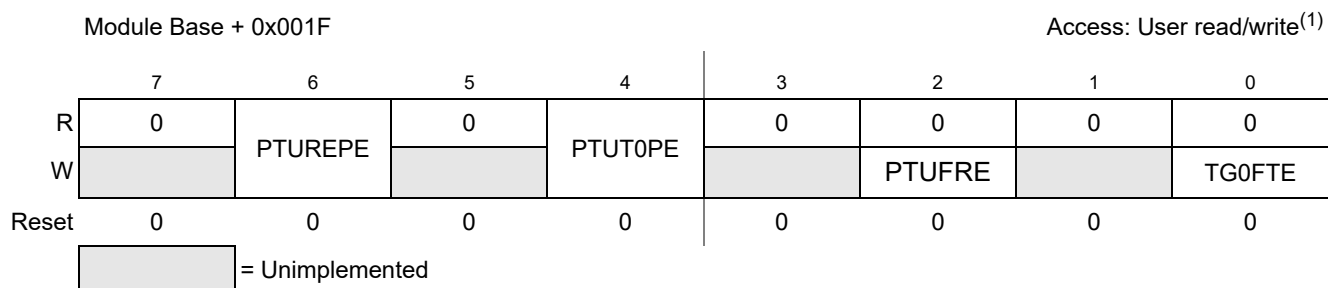 Module Base + 0x001F Access: User read/write(1)
7 6 5 4 3 2 1 0
R 0 PTUREPE 0 PTUT0PE 0 0 0 0
W PTUFRE TG0FTE
Reset 0 0 0 0 0 0 0 0
= Unimplemented